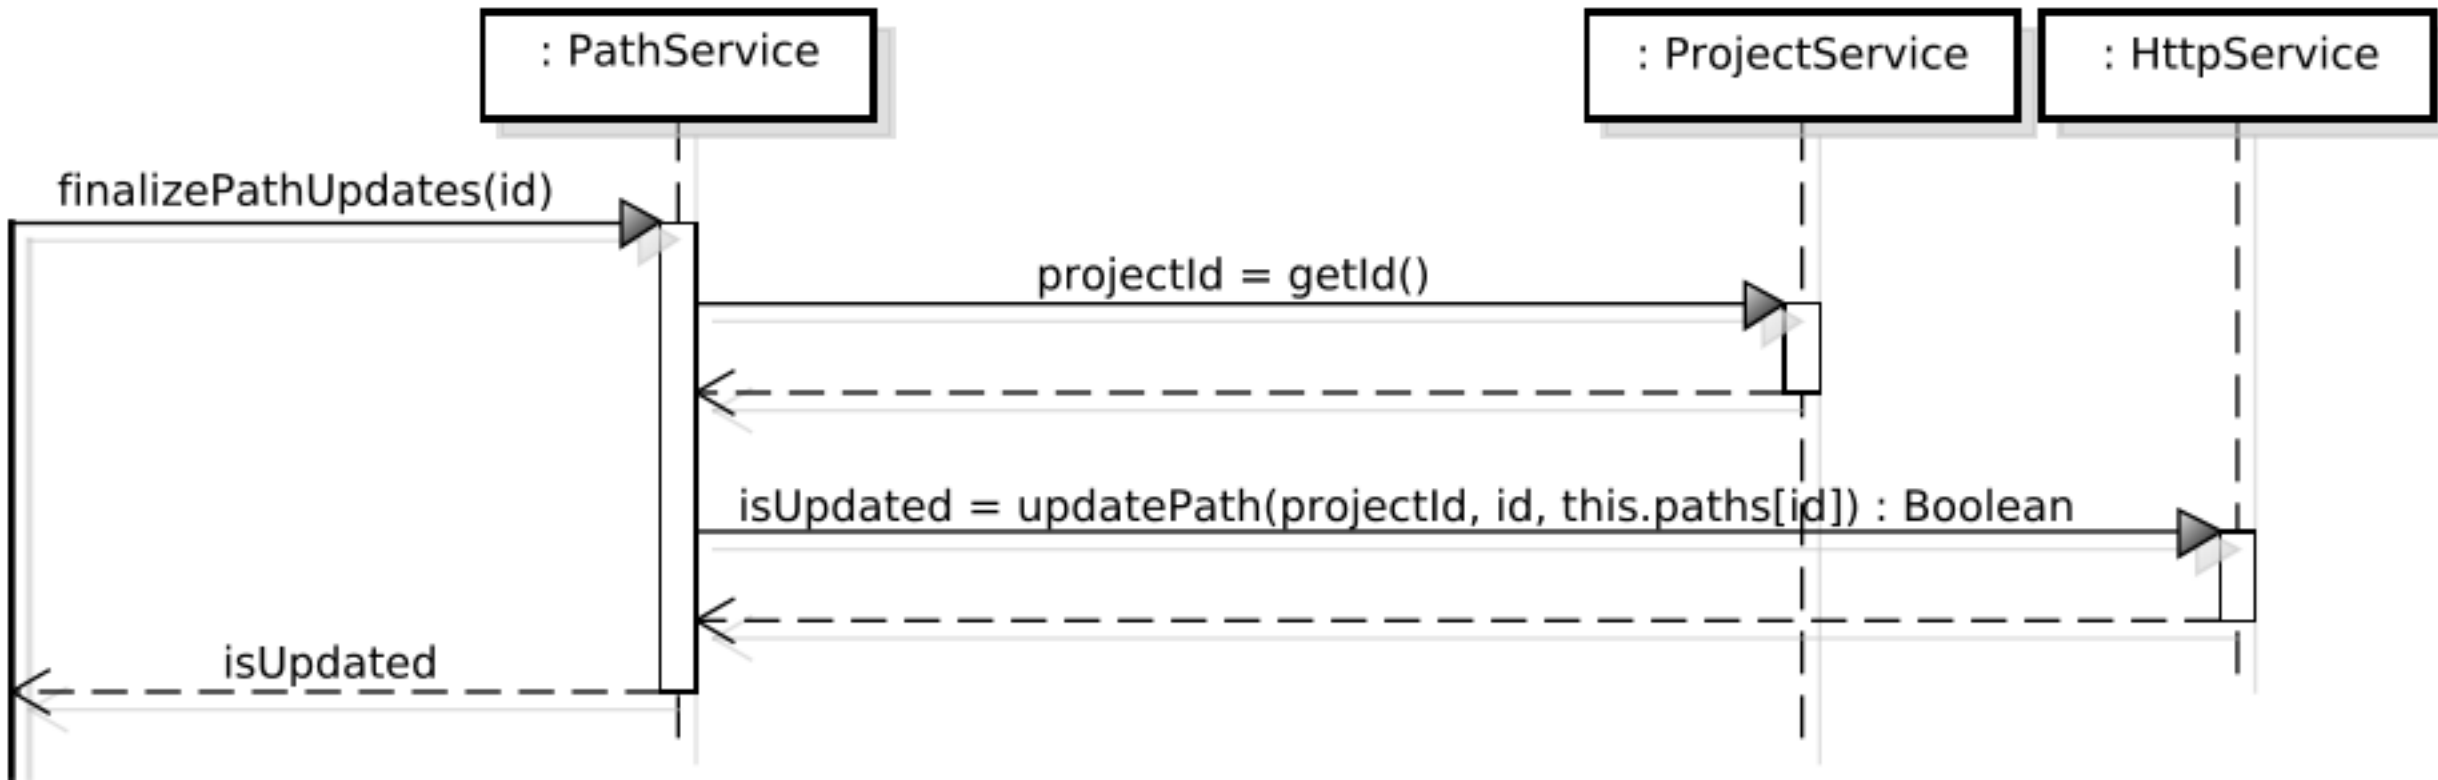 : PathService
: ProjectService
: HttpService
finalizePathUpdates(id)
projectId = getId()
isUpdated = updatePath(projectId, id, this.paths[id]) : Boolean
isUpdated